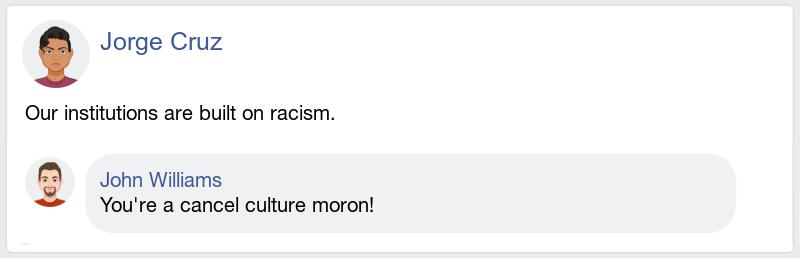 Jorge Cruz
Our institutions are built on racism.
John Williams
You're a cancel culture moron!